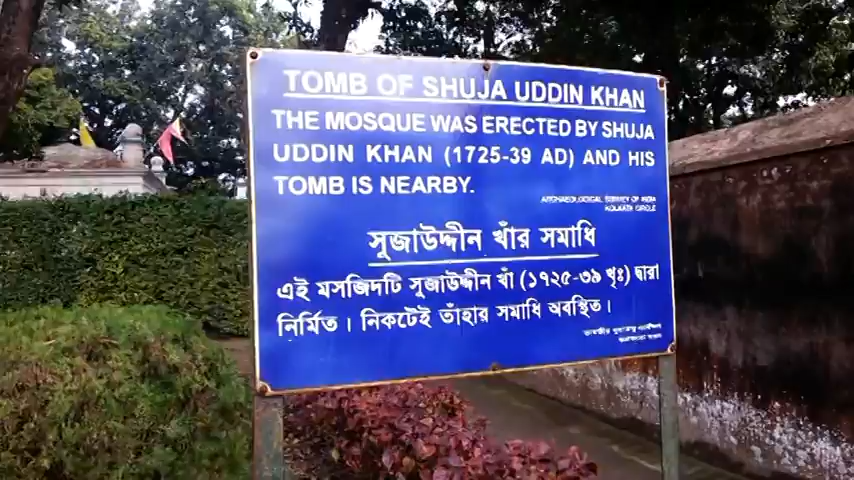 TOMB OF SHUJA UDDIN KHAN
THE MOSQUE WAS ERECTED BY SHUJA
UDDIN KHAN (1725-39 AD) AND HIS
TOMB IS NEARBY.
ARCHAEOLOGICAL SURVEY OF INDIA
KOLKATA CIRCLE
সুজাউদ্দীন খাঁর সমাধি
এই মসজিদটি সুজাউদ্দীন খাঁ (১৭২৫-৩৯ খৃঃ) দ্বারা
নির্মিত। নিকটেই তাঁহার সমাধি অবস্থিত।